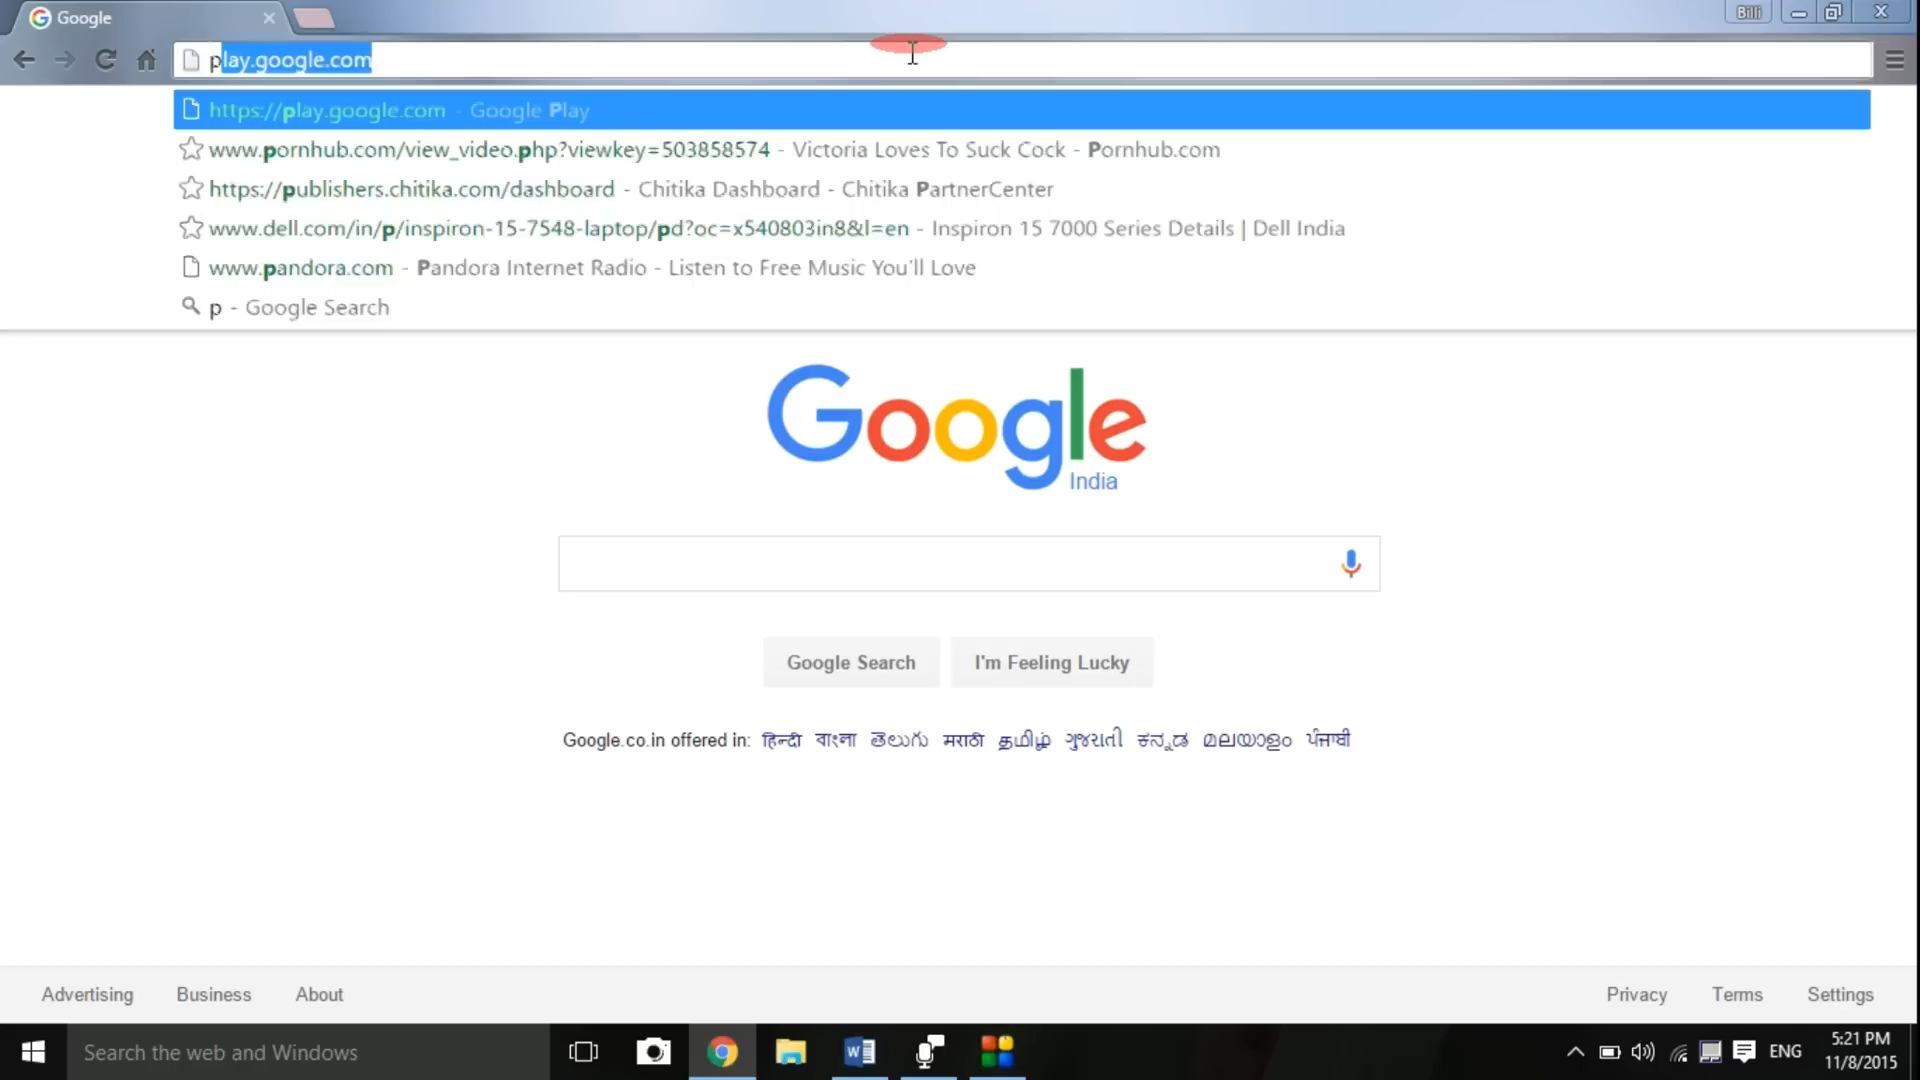 Google
Billi
play.google.com
https://play.google.com - Google Play
www.pornhub.com/view_video.php?viewkey=503858574 - Victoria Loves To Suck Cock - Pornhub.com
https://publishers.chitika.com/dashboard - Chitika Dashboard - Chitika PartnerCenter
www.dell.com/in/p/inspiron-15-7548-laptop/pd?oc=x540803in8&l=en - Inspiron 15 7000 Series Details | Dell India
www.pandora.com - Pandora Internet Radio - Listen to Free Music You'll Love
p - Google Search
Google
India
Google Search I'm Feeling Lucky
Google.co.in offered in: हिन्दी বাংলা తెలుగు मराठी தமிழ் ગુજરાતી ಕನ್ನಡ മലയാളം ਪੰਜਾਬੀ
Advertising Business About Privacy Terms Settings
Search the web and Windows ENG 5:21 PM
11/8/2015